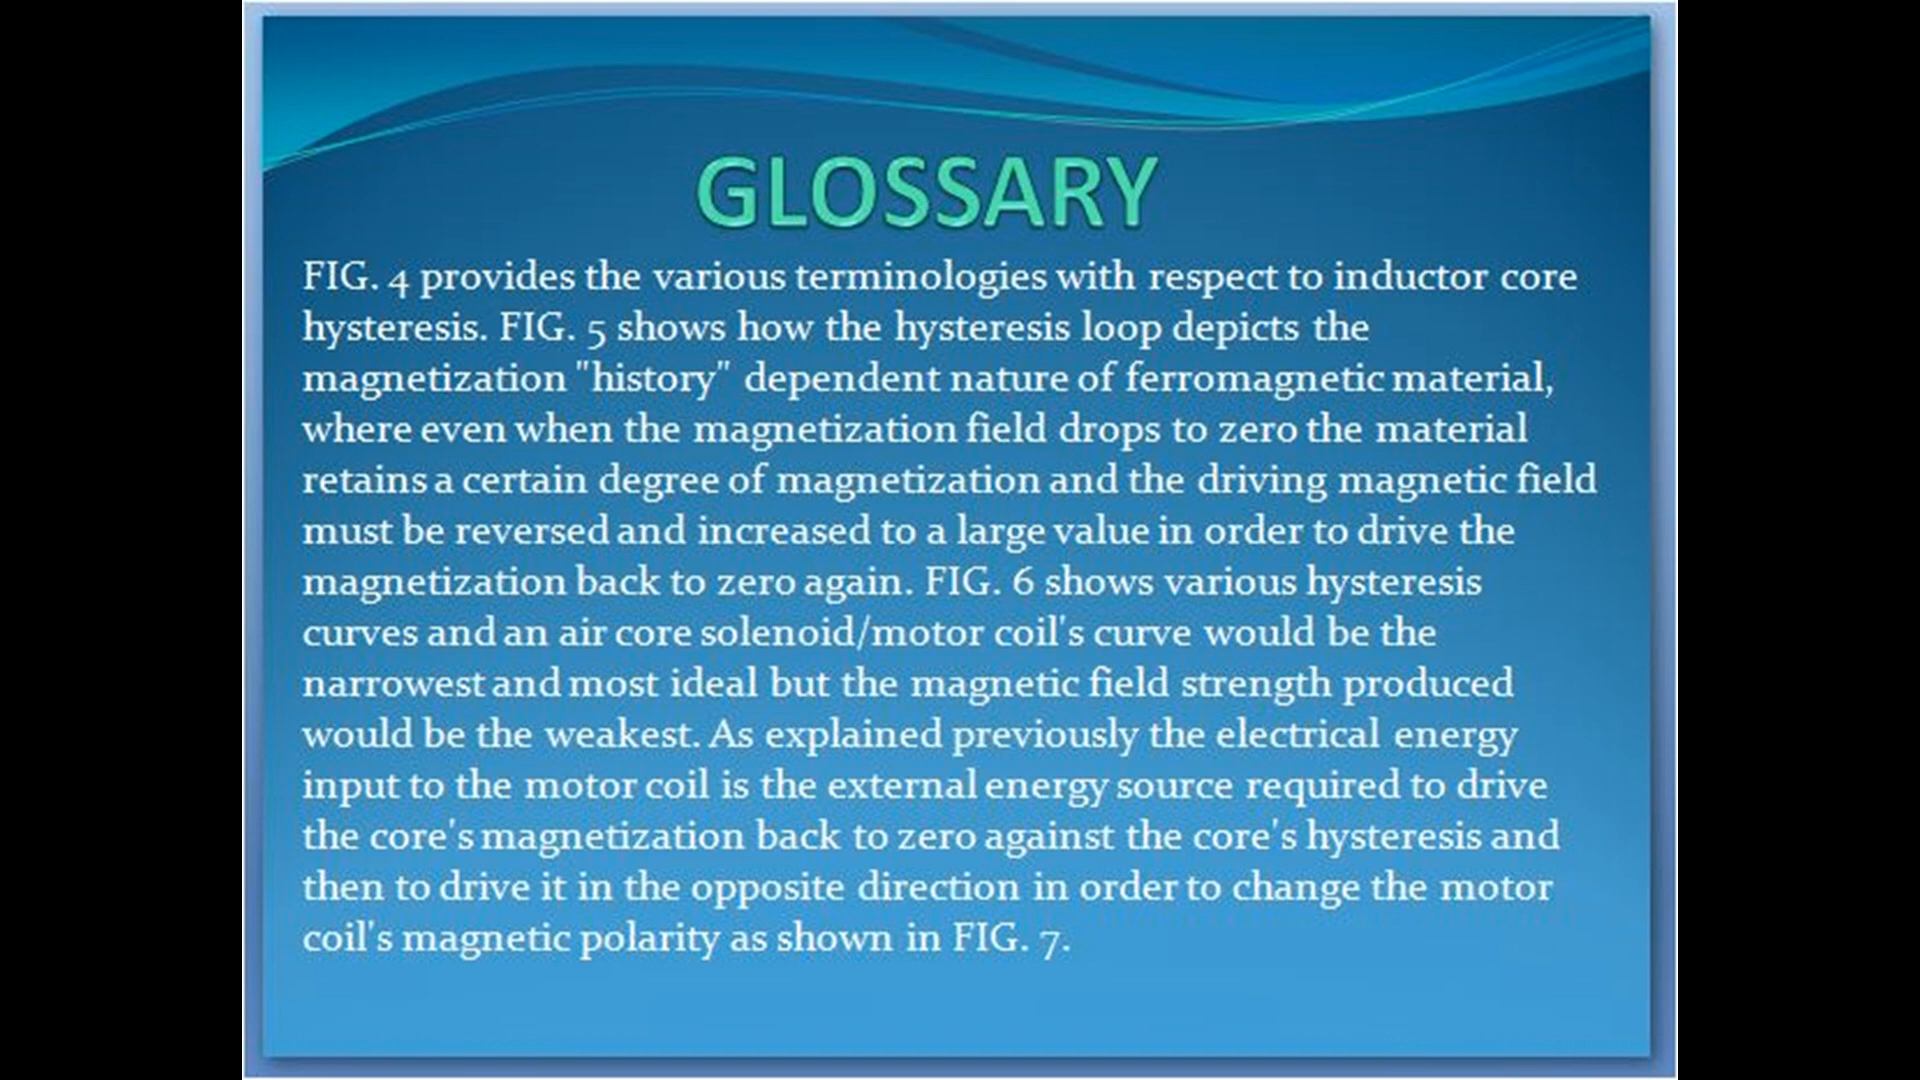 GLOSSARY
FIG. 4 provides the various terminologies with respect to inductor core
hysteresis. FIG. 5 shows how the hysteresis loop depicts the
magnetization "history" dependent nature of ferromagnetic material,
where even when the magnetization field drops to zero the material
retains a certain degree of magnetization and the driving magnetic field
must be reversed and increased to a large value in order to drive the
magnetization back to zero again. FIG. 6 shows various hysteresis
curves and an air core solenoid/motor coil's curve would be the
narrowest and most ideal but the magnetic field strength produced
would be the weakest. As explained previously the electrical energy
input to the motor coil is the external energy source required to drive
the core's magnetization back to zero against the core's hysteresis and
then to drive it in the opposite direction in order to change the motor
coil's magnetic polarity as shown in FIG. 7.